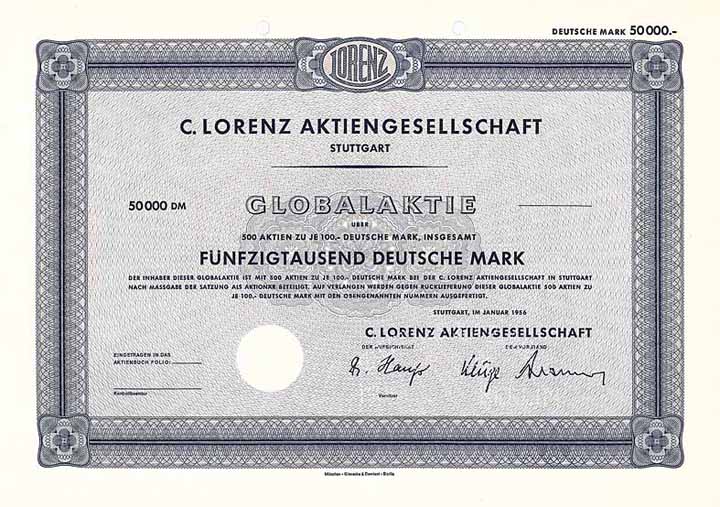 DEUTSCHE MARK 50000.-
LORENZ
C. LORENZ AKTIENGESELLSCHAFT
STUTTGART
50000 DM
GLOBALAKTIE
ÜBER
500 AKTIEN ZU JE 100.- DEUTSCHE MARK, INSGESAMT
FÜNFZIGTAUSEND DEUTSCHE MARK
DER INHABER DIESER GLOBALAKTIE IST MIT 500 AKTIEN ZU JE 100.- DEUTSCHE MARK BEI DER C. LORENZ AKTIENGESELLSCHAFT IN STUTTGART
NACH MASSGABE DER SATZUNG ALS AKTIONÄR BETEILIGT. AUF VERLANGEN WERDEN GEGEN RÜCKLIEFERUNG DIESER GLOBALAKTIE 500 AKTIEN ZU
JE 100.- DEUTSCHE MARK MIT DEN OBENGENANNTEN NUMMERN AUSGEFERTIGT.
STUTTGART, IM JANUAR 1956
C. LORENZ AKTIENGESELLSCHAFT
DER AUFSICHTSRAT
DER VORSTAND
EINGETRAGEN IN DAS
AKTIENBUCH FOLIO:
Kontrollbeamter
Vorsitzer